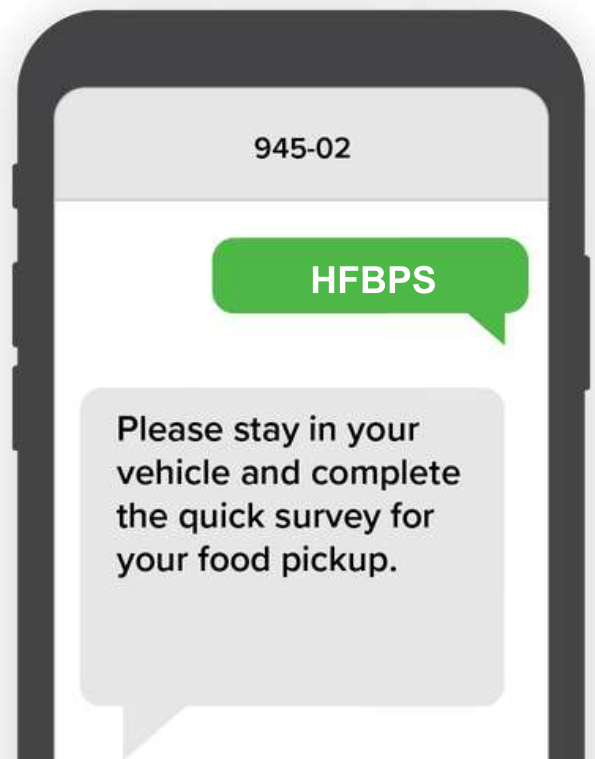 945-02
HFBPS
Please stay in your
vehicle and complete
the quick survey for
your food pickup.